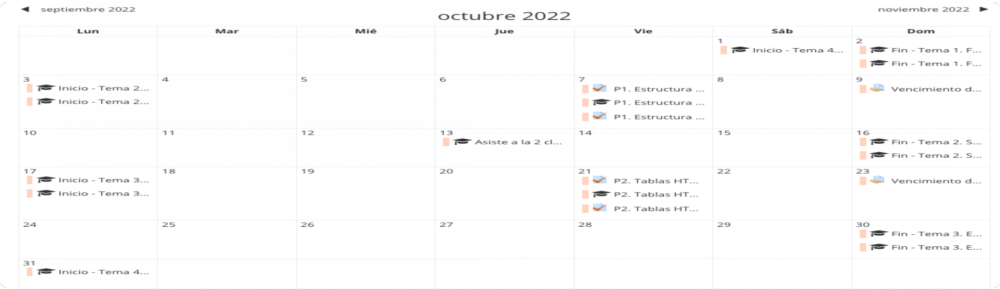 ◄ septiembre 2022
octubre 2022
noviembre 2022 ►
Lun Mar Mié Jue Vie Sáb Dom
1
Inicio - Tema 4...
2
Fin - Tema 1. F...
Fin - Tema 1. F...
3
Inicio - Tema 2...
Inicio - Tema 2...
4
5
6
7
P1. Estructura ...
P1. Estructura ...
P1. Estructura ...
8
9
Vencimiento d...
10
11
12
13
Asiste a la 2 cl...
14
15
16
Fin - Tema 2. S...
Fin - Tema 2. S...
17
Inicio - Tema 3...
Inicio - Tema 3...
18
19
20
21
P2. Tablas HT...
P2. Tablas HT...
P2. Tablas HT...
22
23
Vencimiento d...
24
25
26
27
28
29
30
Fin - Tema 3. E...
Fin - Tema 3. E...
31
Inicio - Tema 4...